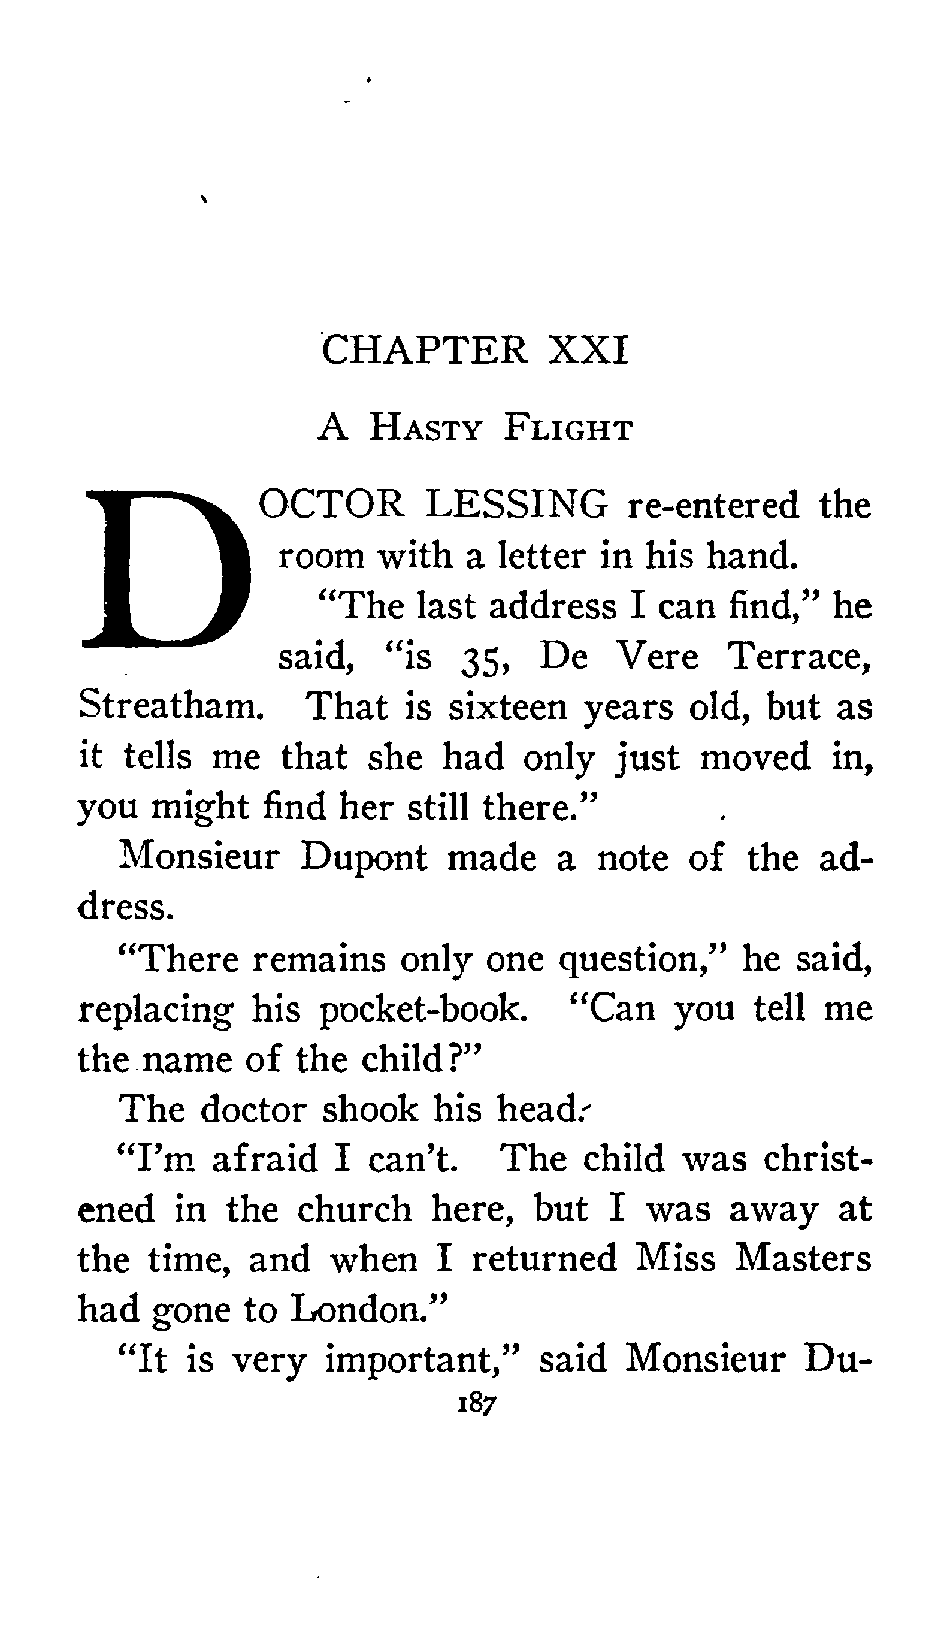 CHAPTER XXI
A HASTY FLIGHT
DOCTOR LESSING re-entered the
room with a letter in his hand.
“The last address I can find,” he
said, “is 35, De Vere Terrace,
Streatham. That is sixteen years old, but as
it tells me that she had only just moved in,
you might find her still there.”
Monsieur Dupont made a note of the ad-
dress.
“There remains only one question,” he said,
replacing his pocket-book. “Can you tell me
the name of the child?”
The doctor shook his head.
“I’m afraid I can’t. The child was christ-
ened in the church here, but I was away at
the time, and when I returned Miss Masters
had gone to London.”
“It is very important,” said Monsieur Du-
187